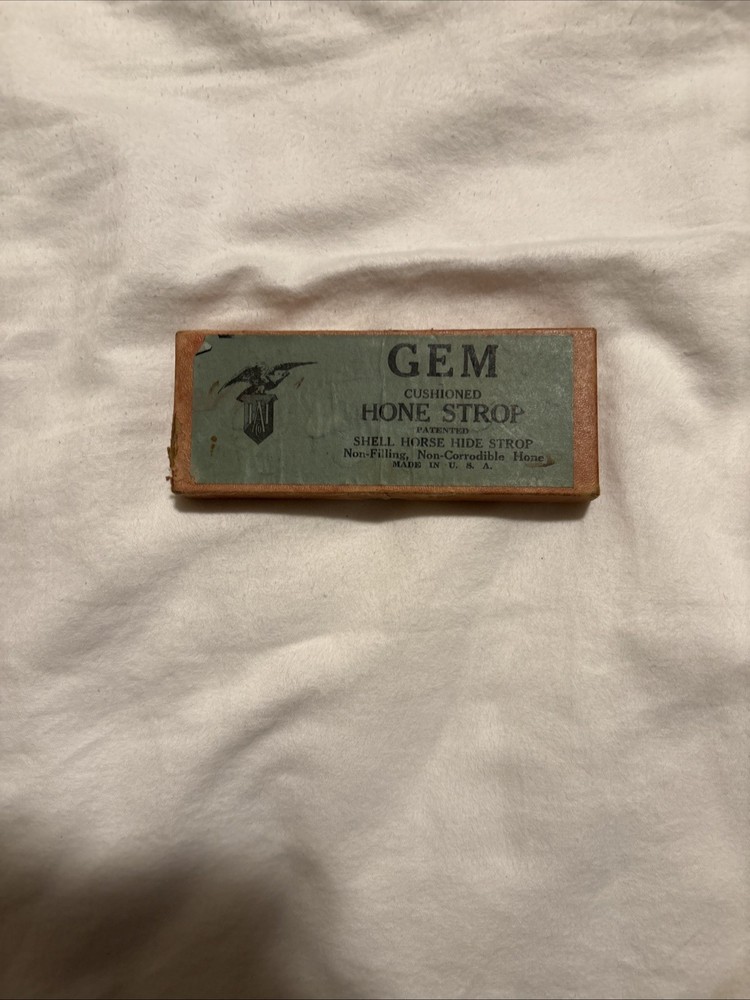 GEM
CUSHIONED
HONE STROP
PATENTED
SHELL HORSE HIDE STROP
Non-Filling, Non-Corrodible Hone
MADE IN U. S. A.